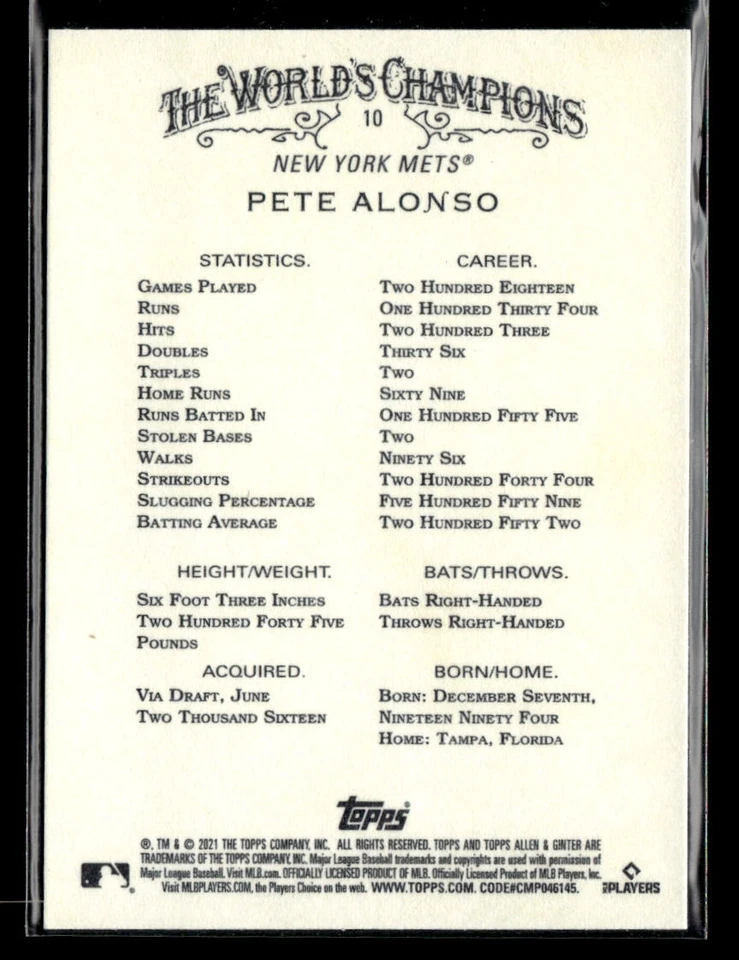 THE WORLD'S CHAMPIONS
10
NEW YORK METS®
PETE ALONSO
STATISTICS. CAREER.
GAMES PLAYED TWO HUNDRED EIGHTEEN
RUNS ONE HUNDRED THIRTY FOUR
HITS TWO HUNDRED THREE
DOUBLES THIRTY SIX
TRIPLES TWO
HOME RUNS SIXTY NINE
RUNS BATTED IN ONE HUNDRED FIFTY FIVE
STOLEN BASES TWO
WALKS NINETY SIX
STRIKEOUTS TWO HUNDRED FORTY FOUR
SLUGGING PERCENTAGE FIVE HUNDRED FIFTY NINE
BATTING AVERAGE TWO HUNDRED FIFTY TWO
HEIGHT/WEIGHT. BATS/THROWS.
SIX FOOT THREE INCHES BATS RIGHT-HANDED
TWO HUNDRED FORTY FIVE THROWS RIGHT-HANDED
POUNDS
ACQUIRED. BORN/HOME.
VIA DRAFT, JUNE BORN: DECEMBER SEVENTH,
TWO THOUSAND SIXTEEN NINETEEN NINETY FOUR
HOME: TAMPA, FLORIDA
topps®
®, TM & © 2021 THE TOPPS COMPANY, INC. ALL RIGHTS RESERVED. TOPPS AND TOPPS ALLEN & GINTER ARE
TRADEMARKS OF THE TOPPS COMPANY, INC. Major League Baseball trademarks and copyrights are used with permission of
Major League Baseball. Visit MLB.com. OFFICIALLY LICENSED PRODUCT OF MLB. Officially Licensed Product of MLB Players, Inc.
Visit MLBPLAYERS.COM, the Players Choice on the web. WWW.TOPPS.COM. CODE#CMP046145.
MLBPLAYERS